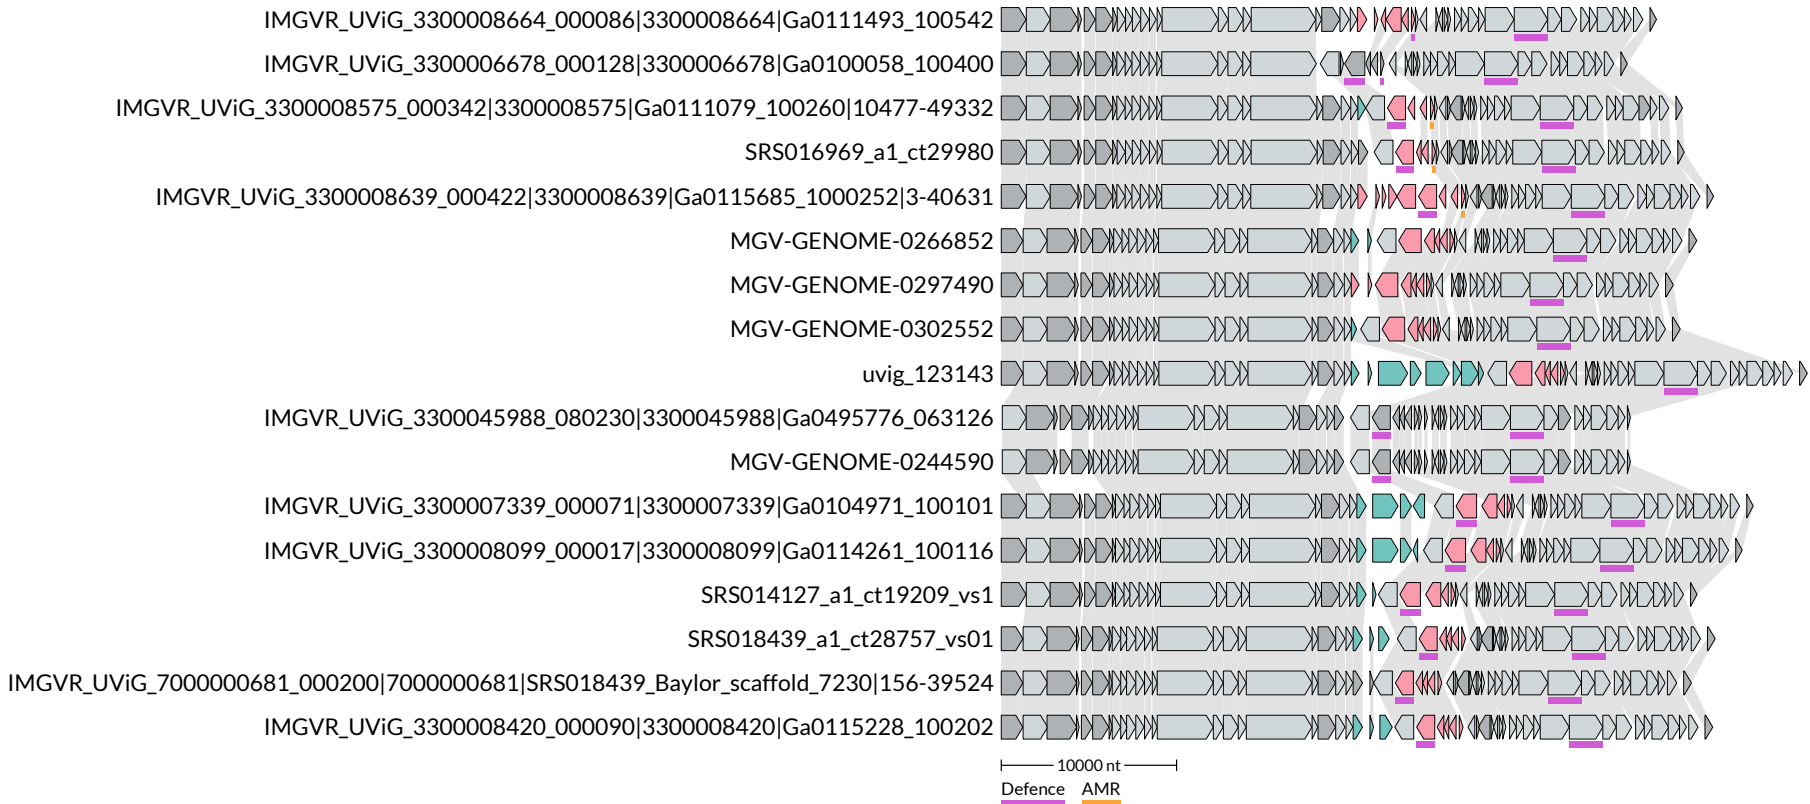 IMGVR_UViG_3300008664_000086|3300008664|Ga0111493_100542
IMGVR_UViG_3300006678_000128|3300006678|Ga0100058_100400
IMGVR_UViG_3300008575_000342|3300008575|Ga0111079_100260|10477-49332
SRS016969_a1_ct29980
IMGVR_UViG_3300008639_000422|3300008639|Ga0115685_1000252|3-40631
MGV-GENOME-0266852
MGV-GENOME-0297490
MGV-GENOME-0302552
uvig_123143
IMGVR_UViG_3300045988_080230|3300045988|Ga0495776_063126
MGV-GENOME-0244590
IMGVR_UViG_3300007339_000071|3300007339|Ga0104971_100101
IMGVR_UViG_3300008099_000017|3300008099|Ga0114261_100116
SRS014127_a1_ct19209_vs1
SRS018439_a1_ct28757_vs01
IMGVR_UViG_7000000681_000200|7000000681|SRS018439_Baylor_scaffold_7230|156-39524
IMGVR_UViG_3300008420_000090|3300008420|Ga0115228_100202
10000 nt
Defence AMR